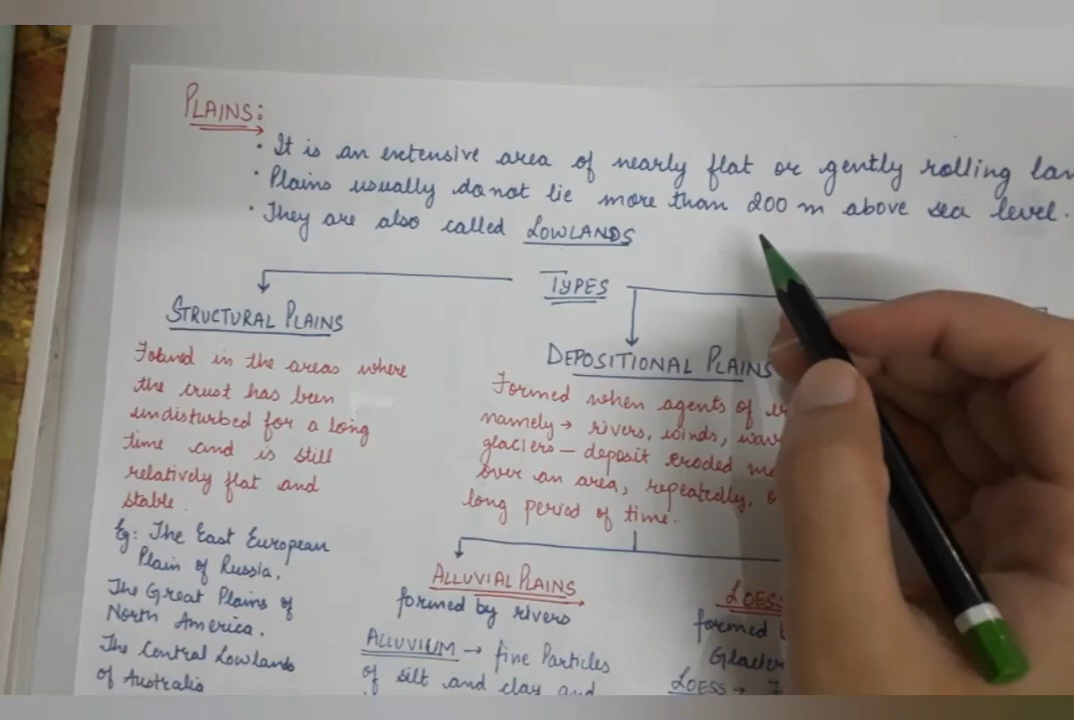 PLAINS:
· It is an extensive area of nearly flat or gently rolling lan
· Plains usually do not lie more than 200 m above sea level.
· They are also called LOWLANDS
TYPES
STRUCTURAL PLAINS
Found in the areas where
the crust has been
undisturbed for a long
time and is still
relatively flat and
stable.
Eg: The East European
Plain of Russia.
The Great Plains of
North America.
The Central Lowlands
of Australia
DEPOSITIONAL PLAINS
Formed when agents of er
namely → rivers, winds, wav
glaciers — deposit eroded ma
over an area, repeatedly, o
long period of time.
ALLUVIAL PLAINS
formed by rivers
ALLUVIUM → fine Particles
of silt and clay and
LOESS
formed b
Glacier
LOESS →